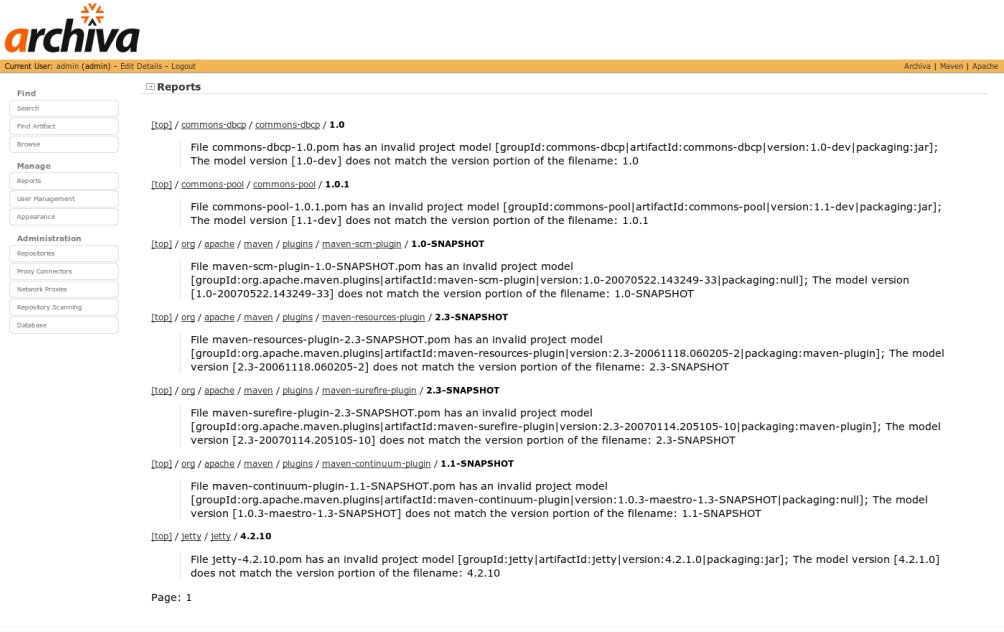 archiva
Current User: admin (admin) - Edit Details - Logout
Archiva | Maven | Apache
Find
Search
Find Artifact
Browse
Manage
Reports
User Management
Appearance
Administration
Repositories
Proxy Connectors
Network Proxies
Repository Scanning
Database
Reports
[top] / commons-dbcp / commons-dbcp / 1.0
File commons-dbcp-1.0.pom has an invalid project model [groupId:commons-dbcp|artifactId:commons-dbcp|version:1.0-dev|packaging:jar];
The model version [1.0-dev] does not match the version portion of the filename: 1.0
[top] / commons-pool / commons-pool / 1.0.1
File commons-pool-1.0.1.pom has an invalid project model [groupId:commons-pool|artifactId:commons-pool|version:1.1-dev|packaging:jar];
The model version [1.1-dev] does not match the version portion of the filename: 1.0.1
[top] / org / apache / maven / plugins / maven-scm-plugin / 1.0-SNAPSHOT
File maven-scm-plugin-1.0-SNAPSHOT.pom has an invalid project model
[groupId:org.apache.maven.plugins|artifactId:maven-scm-plugin|version:1.0-20070522.143249-33|packaging:null]; The model version
[1.0-20070522.143249-33] does not match the version portion of the filename: 1.0-SNAPSHOT
[top] / org / apache / maven / plugins / maven-resources-plugin / 2.3-SNAPSHOT
File maven-resources-plugin-2.3-SNAPSHOT.pom has an invalid project model
[groupId:org.apache.maven.plugins|artifactId:maven-resources-plugin|version:2.3-20061118.060205-2|packaging:maven-plugin]; The model
version [2.3-20061118.060205-2] does not match the version portion of the filename: 2.3-SNAPSHOT
[top] / org / apache / maven / plugins / maven-surefire-plugin / 2.3-SNAPSHOT
File maven-surefire-plugin-2.3-SNAPSHOT.pom has an invalid project model
[groupId:org.apache.maven.plugins|artifactId:maven-surefire-plugin|version:2.3-20070114.205105-10|packaging:maven-plugin]; The model
version [2.3-20070114.205105-10] does not match the version portion of the filename: 2.3-SNAPSHOT
[top] / org / apache / maven / plugins / maven-continuum-plugin / 1.1-SNAPSHOT
File maven-continuum-plugin-1.1-SNAPSHOT.pom has an invalid project model
[groupId:org.apache.maven.plugins|artifactId:maven-continuum-plugin|version:1.0.3-maestro-1.3-SNAPSHOT|packaging:null]; The model
version [1.0.3-maestro-1.3-SNAPSHOT] does not match the version portion of the filename: 1.1-SNAPSHOT
[top] / jetty / jetty / 4.2.10
File jetty-4.2.10.pom has an invalid project model [groupId:jetty|artifactId:jetty|version:4.2.1.0|packaging:jar]; The model version [4.2.1.0]
does not match the version portion of the filename: 4.2.10
Page: 1